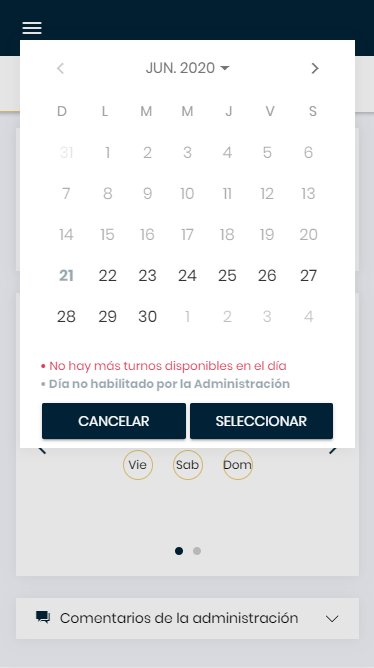 JUN. 2020
D L M M J V S
31 1 2 3 4 5 6
7 8 9 10 11 12 13
14 15 16 17 18 19 20
21 22 23 24 25 26 27
28 29 30 1 2 3 4
• No hay más turnos disponibles en el día
• Día no habilitado por la Administración
CANCELAR SELECCIONAR
Vie Sab Dom
Comentarios de la administración